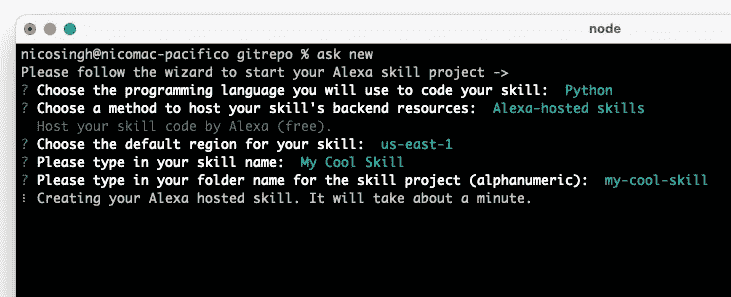 node
nicosingh@nicomac-pacifico gitrepo % ask new
Please follow the wizard to start your Alexa skill project ->
? Choose the programming language you will use to code your skill:  Python
? Choose a method to host your skill's backend resources:  Alexa-hosted skills
  Host your skill code by Alexa (free).
? Choose the default region for your skill:  us-east-1
? Please type in your skill name:  My Cool Skill
? Please type in your folder name for the skill project (alphanumeric):  my-cool-skill
⠸ Creating your Alexa hosted skill. It will take about a minute.